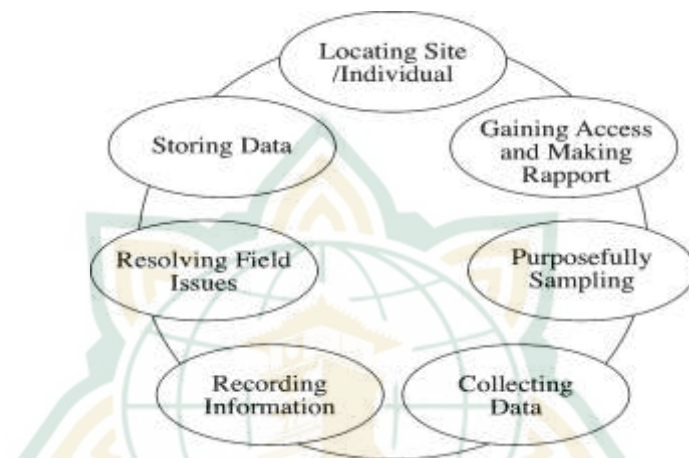 Locating Site
/Individual
Gaining Access
and Making
Rapport
Purposefully
Sampling
Collecting
Data
Recording
Information
Resolving Field
Issues
Storing Data